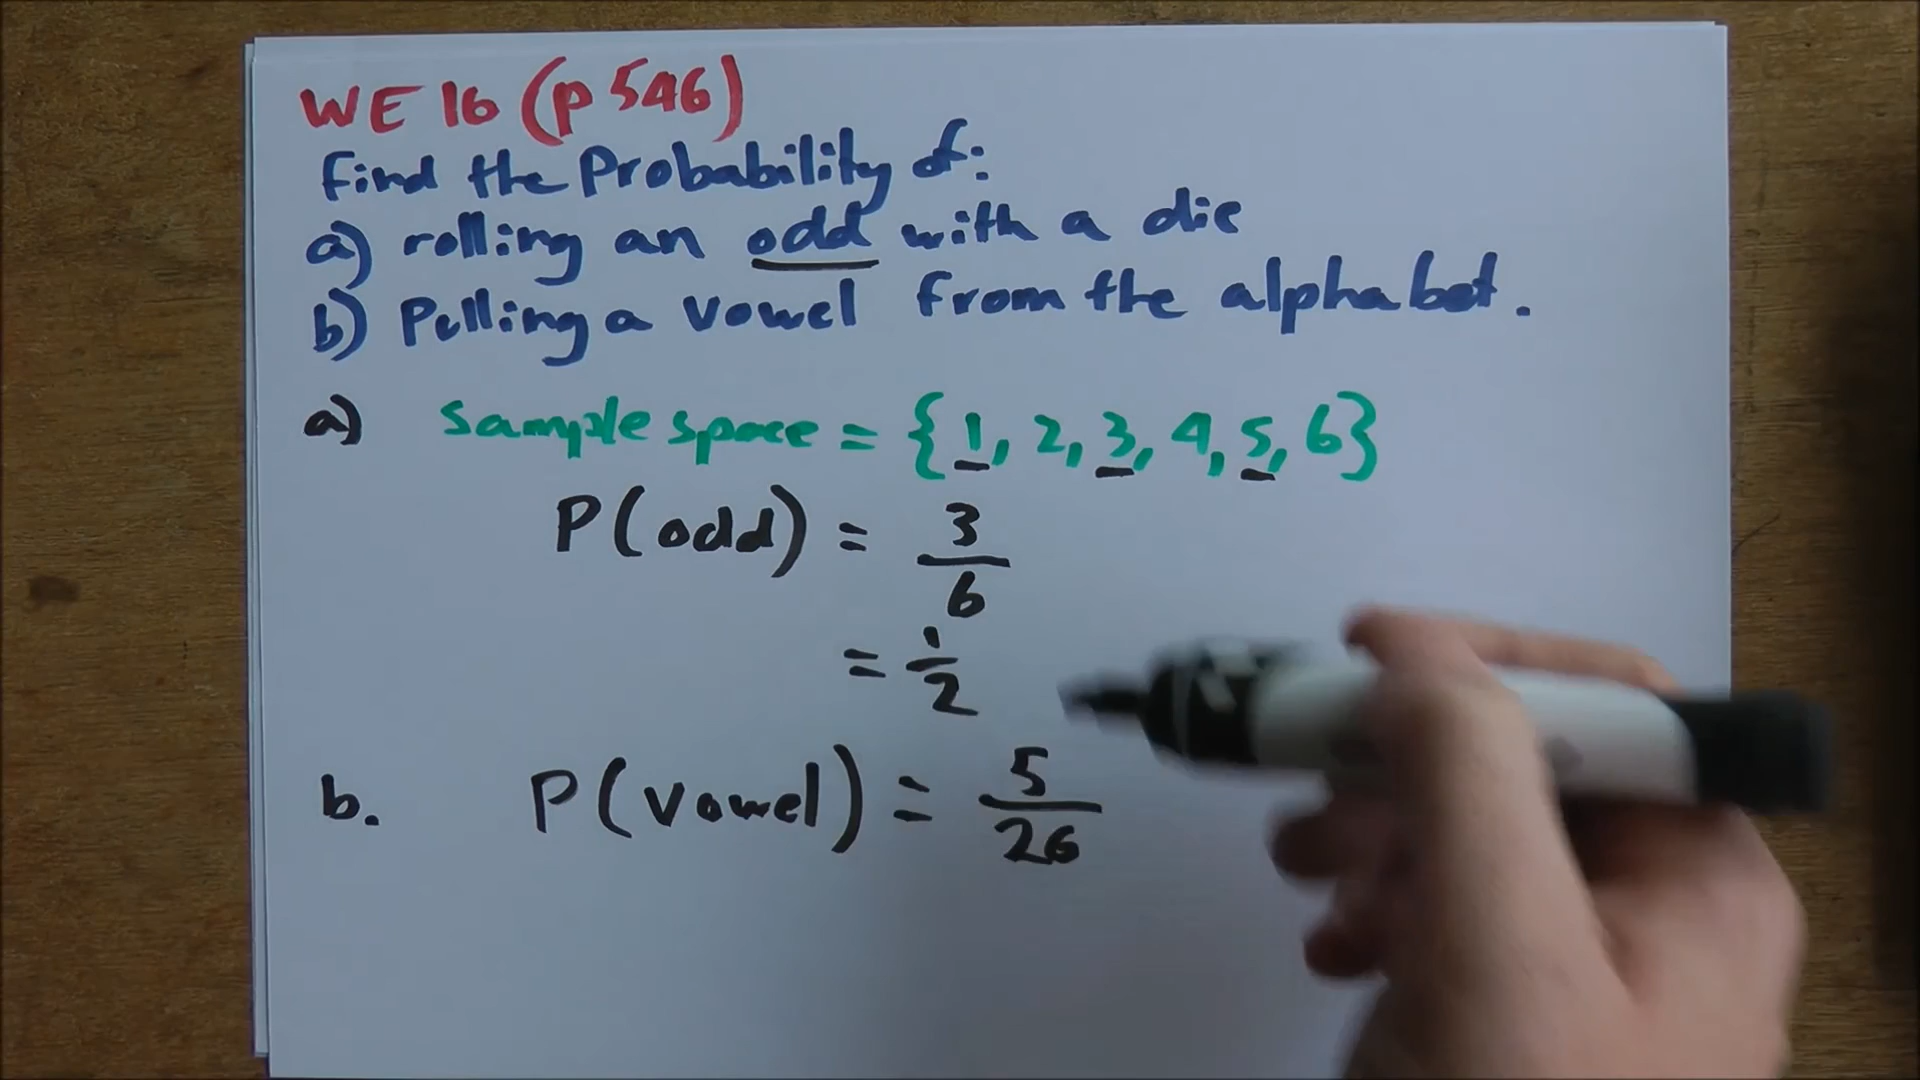 WE 16 (p 546)
Find the Probability of:
a) rolling an odd with a die
b) Pulling a vowel from the alphabet.
a) Sample space = {1, 2, 3, 4, 5, 6}
P(odd) = 3/6
= 1/2
b. P(vowel) = 5/26